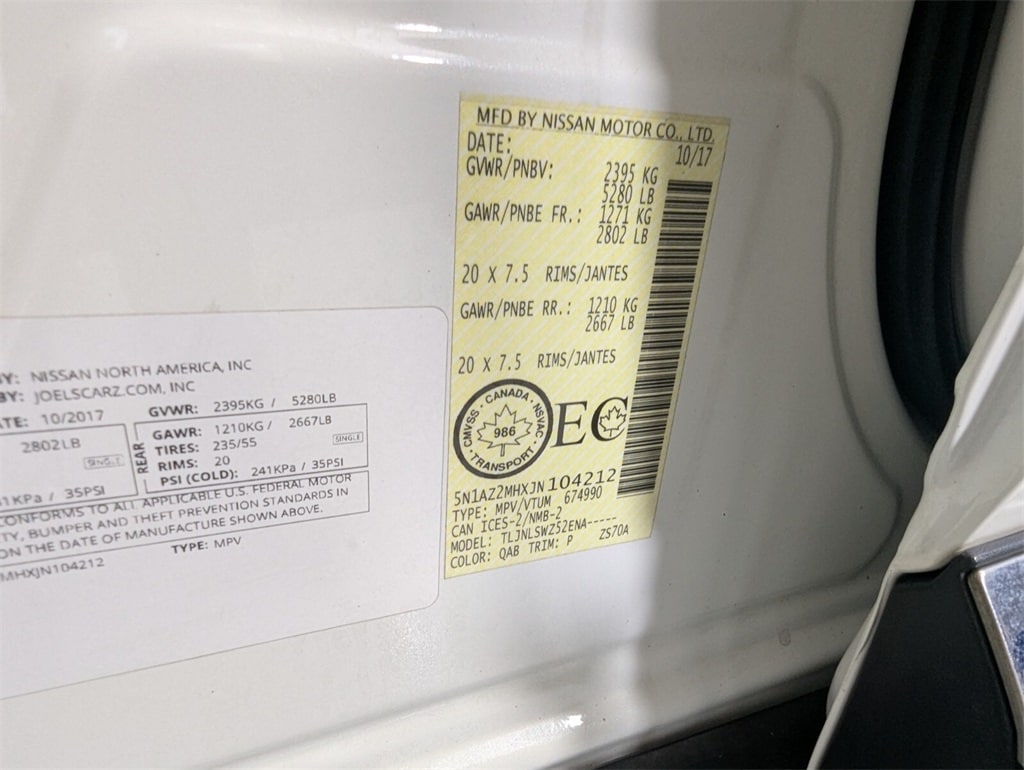 MFD BY NISSAN MOTOR CO., LTD.
DATE: 10/17
GVWR/PNBV: 2395 KG
5280 LB
GAWR/PNBE FR.: 1271 KG
2802 LB
20 X 7.5 RIMS/JANTES
GAWR/PNBE RR.: 1210 KG
2667 LB
20 X 7.5 RIMS/JANTES
CANADA · NSVAC · TRANSPORT · CMVSS ·
986
EC
5N1AZ2MHXJN104212
TYPE: MPV/VTUM 674990
CAN ICES-2/NMB-2
MODEL: TLJNLSWZ52ENA-----
COLOR: QAB TRIM: P ZS70A
Y: NISSAN NORTH AMERICA, INC
BY: JOELSCARZ.COM, INC
ATE: 10/2017
GVWR: 2395KG / 5280LB
2802LB
SINGLE
KPa / 35PSI
REAR
GAWR: 1210KG / 2667LB
TIRES: 235/55 SINGLE
RIMS: 20
PSI (COLD): 241KPa / 35PSI
CONFORMS TO ALL APPLICABLE U.S. FEDERAL MOTOR
TY, BUMPER AND THEFT PREVENTION STANDARDS IN
ON THE DATE OF MANUFACTURE SHOWN ABOVE.
MHXJN104212 TYPE: MPV